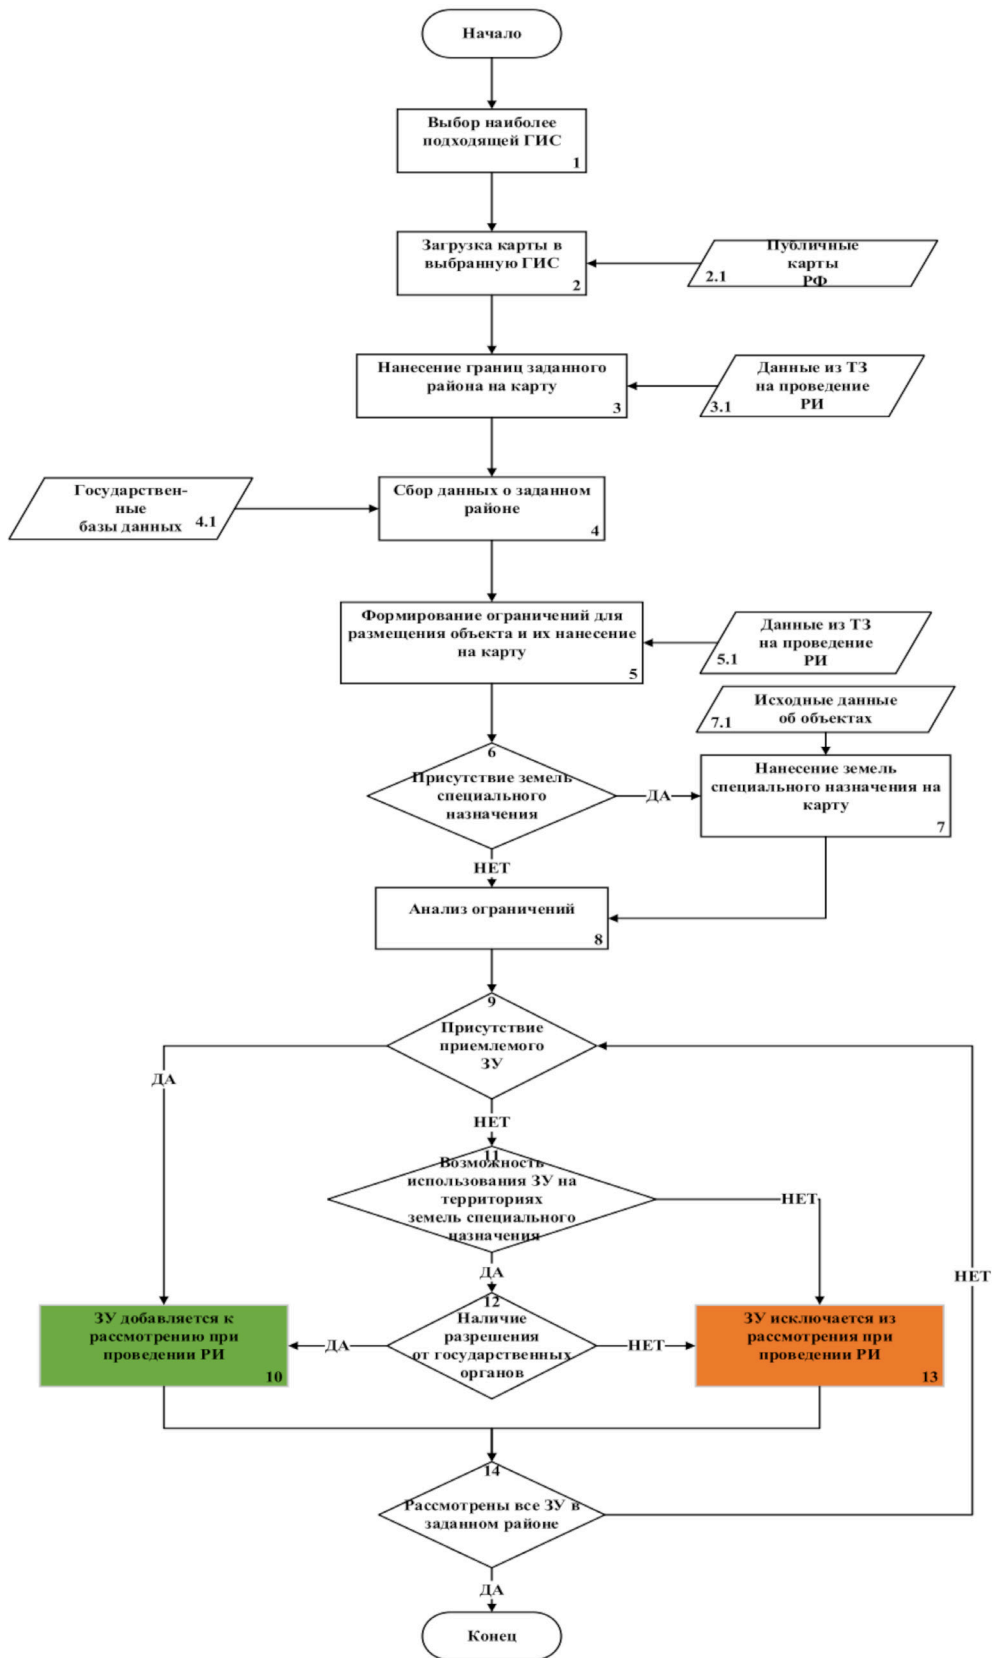 Начало
Выбор наиболее
подходящей ГИС
1
Загрузка карты в
выбранную ГИС
2
Публичные
карты
РФ
2.1
Нанесение границ заданного
района на карту
3
Данные из ТЗ
на проведение
РИ
3.1
Государствен-
ные
базы данных
4.1
Сбор данных о заданном
районе
4
Формирование ограничений для
размещения объекта и их нанесение
на карту
5
Данные из ТЗ
на проведение
РИ
5.1
Исходные данные
об объектах
7.1
6
Присутствие земель
специального
назначения
ДА
Нанесение земель
специального назначения на
карту
7
НЕТ
Анализ ограничений
8
9
Присутствие
приемлемого
ЗУ
ДА
НЕТ
11
Возможность
использования ЗУ на
территориях
земель специального
назначения
НЕТ
ДА
НЕТ
12
Наличие
разрешения
от государственных
органов
ДА
НЕТ
ЗУ добавляется к
рассмотрению при
проведении РИ
10
ЗУ исключается из
рассмотрения при
проведении РИ
13
14
Рассмотрены все ЗУ в
заданном районе
ДА
Конец